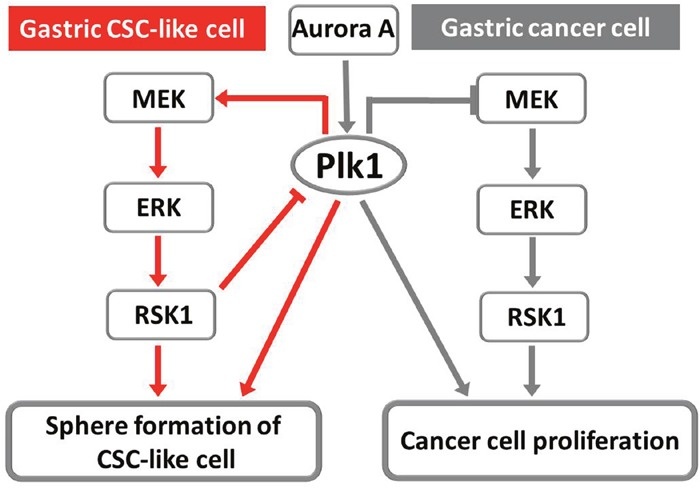 Gastric CSC-like cell
Aurora A
Gastric cancer cell
MEK
MEK
Plk1
ERK
ERK
RSK1
RSK1
Sphere formation of
CSC-like cell
Cancer cell proliferation